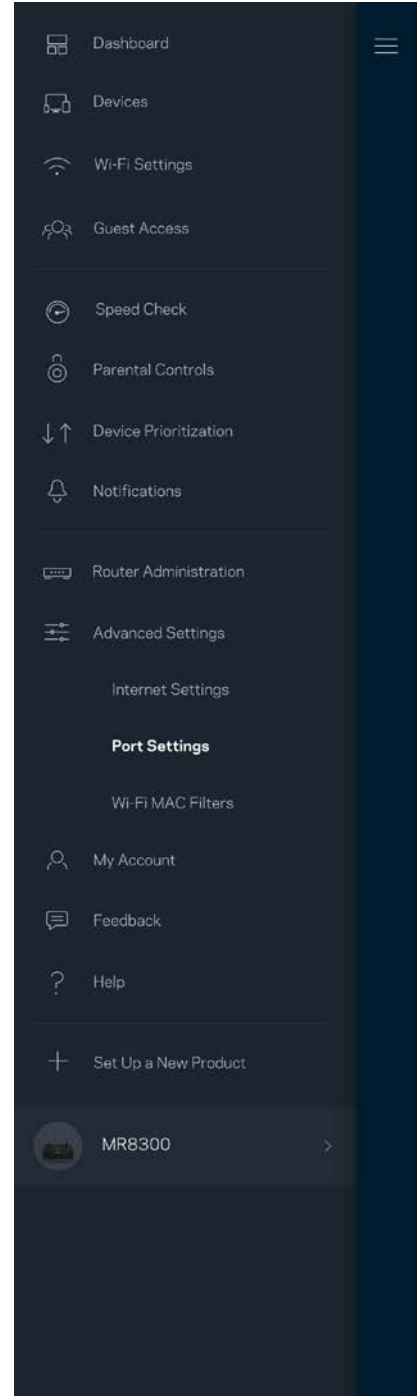 Dashboard
Devices
Wi-Fi Settings
Guest Access
Speed Check
Parental Controls
Device Prioritization
Notifications
Router Administration
Advanced Settings
Internet Settings
Port Settings
Wi-Fi MAC Filters
My Account
Feedback
Help
Set Up a New Product
MR8300